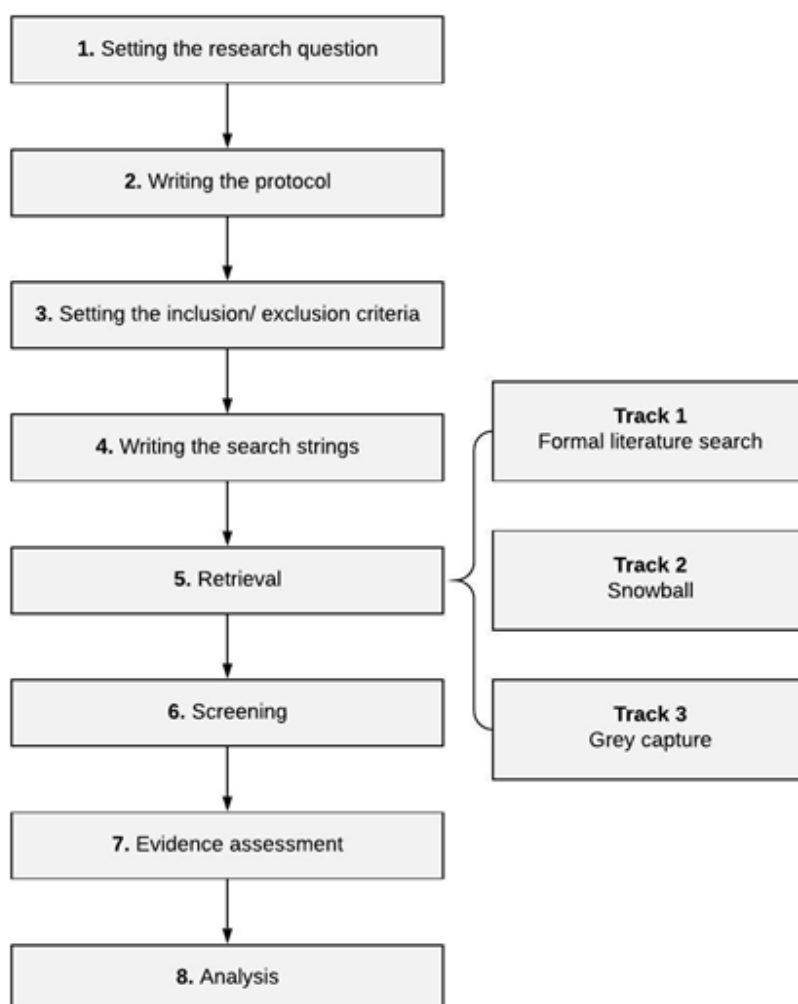 1. Setting the research question
2. Writing the protocol
3. Setting the inclusion/ exclusion criteria
4. Writing the search strings
5. Retrieval
6. Screening
7. Evidence assessment
8. Analysis
Track 1
Formal literature search
Track 2
Snowball
Track 3
Grey capture